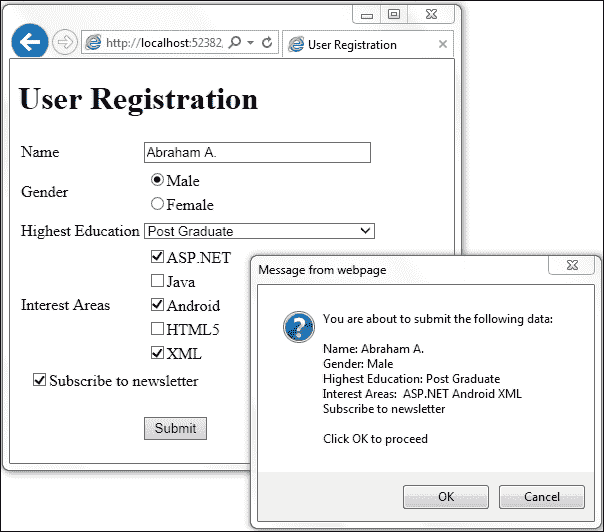 http://localhost:52382,
User Registration
User Registration
Name
Abraham A.
Gender
Male
Female
Highest Education
Post Graduate
Interest Areas
ASP.NET
Java
Android
HTML5
XML
Subscribe to newsletter
Submit
Message from webpage
You are about to submit the following data:
Name: Abraham A.
Gender: Male
Highest Education: Post Graduate
Interest Areas:  ASP.NET Android XML
Subscribe to newsletter
Click OK to proceed
OK
Cancel